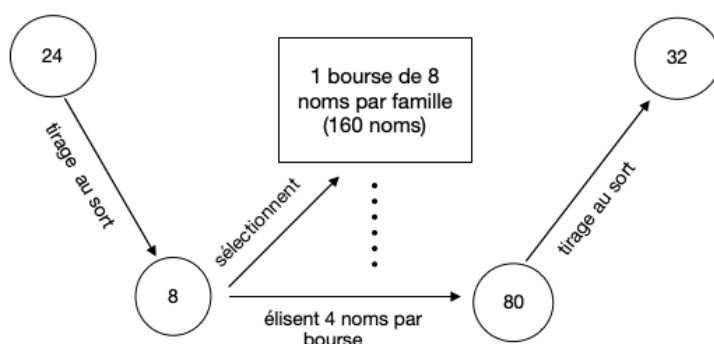 24
tirage au sort
8
sélectionnent
1 bourse de 8
noms par famille
(160 noms)
élisent 4 noms par
bourse
80
tirage au sort
32